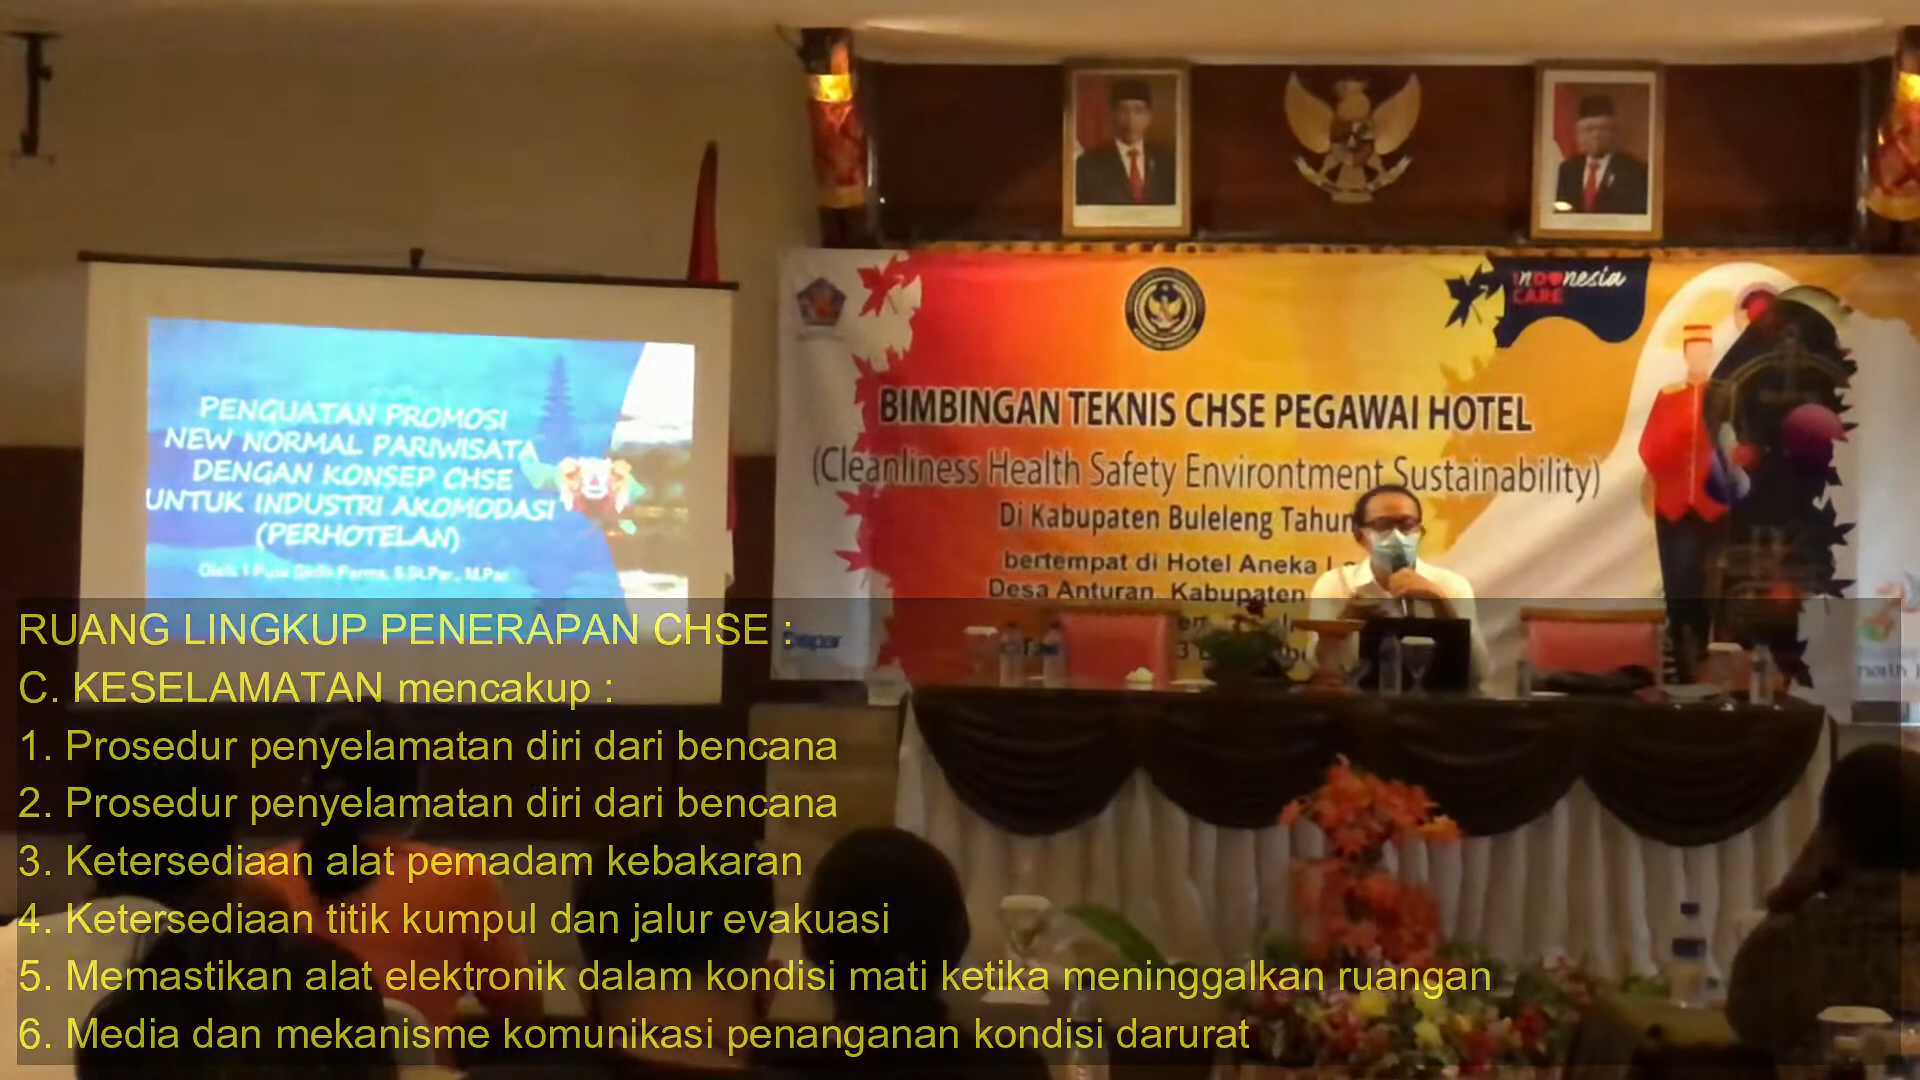 PENGUATAN PROMOSI
NEW NORMAL PARIWISATA
DENGAN KONSEP CHSE
UNTUK INDUSTRI AKOMODASI
(PERHOTELAN)
INDONESIA
CARE
BIMBINGAN TEKNIS CHSE PEGAWAI HOTEL
(Cleanliness Health Safety Environtment Sustainability)
Di Kabupaten Buleleng Tahun
bertempat di Hotel Aneka
Desa Anturan, Kabupaten
RUANG LINGKUP PENERAPAN CHSE :
C. KESELAMATAN mencakup :
1. Prosedur penyelamatan diri dari bencana
2. Prosedur penyelamatan diri dari bencana
3. Ketersediaan alat pemadam kebakaran
4. Ketersediaan titik kumpul dan jalur evakuasi
5. Memastikan alat elektronik dalam kondisi mati ketika meninggalkan ruangan
6. Media dan mekanisme komunikasi penanganan kondisi darurat